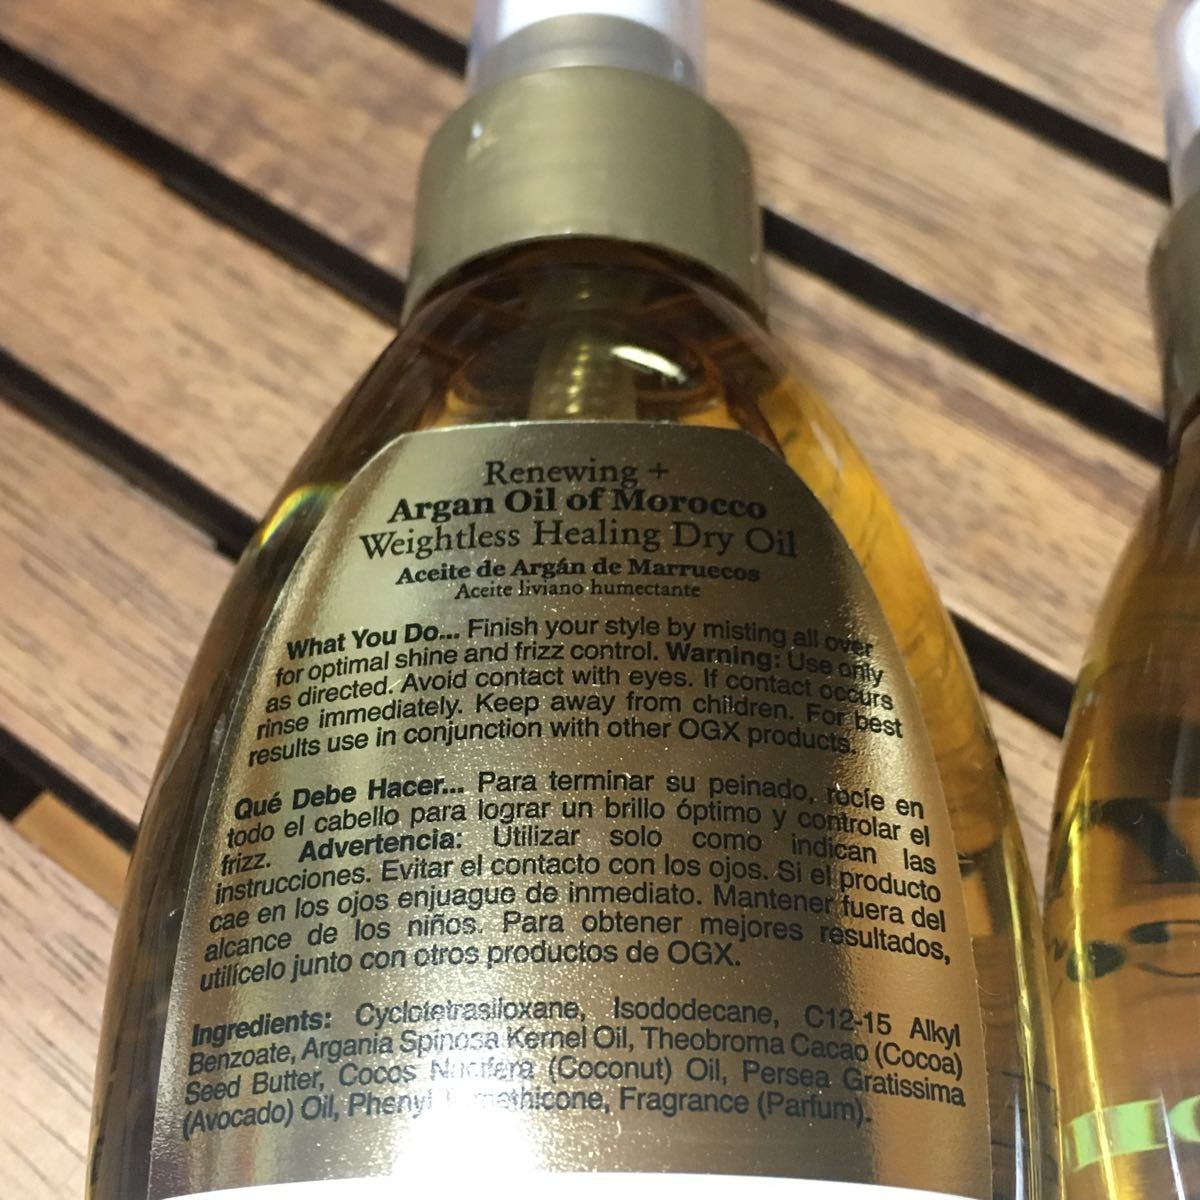 Renewing +
Argan Oil of Morocco
Weightless Healing Dry Oil
Aceite de Argán de Marruecos
Aceite liviano humectante
What You Do... Finish your style by misting all over
for optimal shine and frizz control. Warning: Use only
as directed. Avoid contact with eyes. If contact occurs
rinse immediately. Keep away from children. For best
results use in conjunction with other OGX products.
Qué Debe Hacer... Para terminar su peinado, rocíe en
todo el cabello para lograr un brillo óptimo y controlar el
frizz. Advertencia: Utilizar solo como indican las
instrucciones. Evitar el contacto con los ojos. Si el producto
cae en los ojos enjuague de inmediato. Mantener fuera del
alcance de los niños. Para obtener mejores resultados,
utilícelo junto con otros productos de OGX.
Ingredients: Cyclotetrasiloxane, Isododecane, C12-15 Alkyl
Benzoate, Argania Spinosa Kernel Oil, Theobroma Cacao (Cocoa)
Seed Butter, Cocos Nucifera (Coconut) Oil, Persea Gratissima
(Avocado) Oil, Phenyl Fragrance (Parfum).